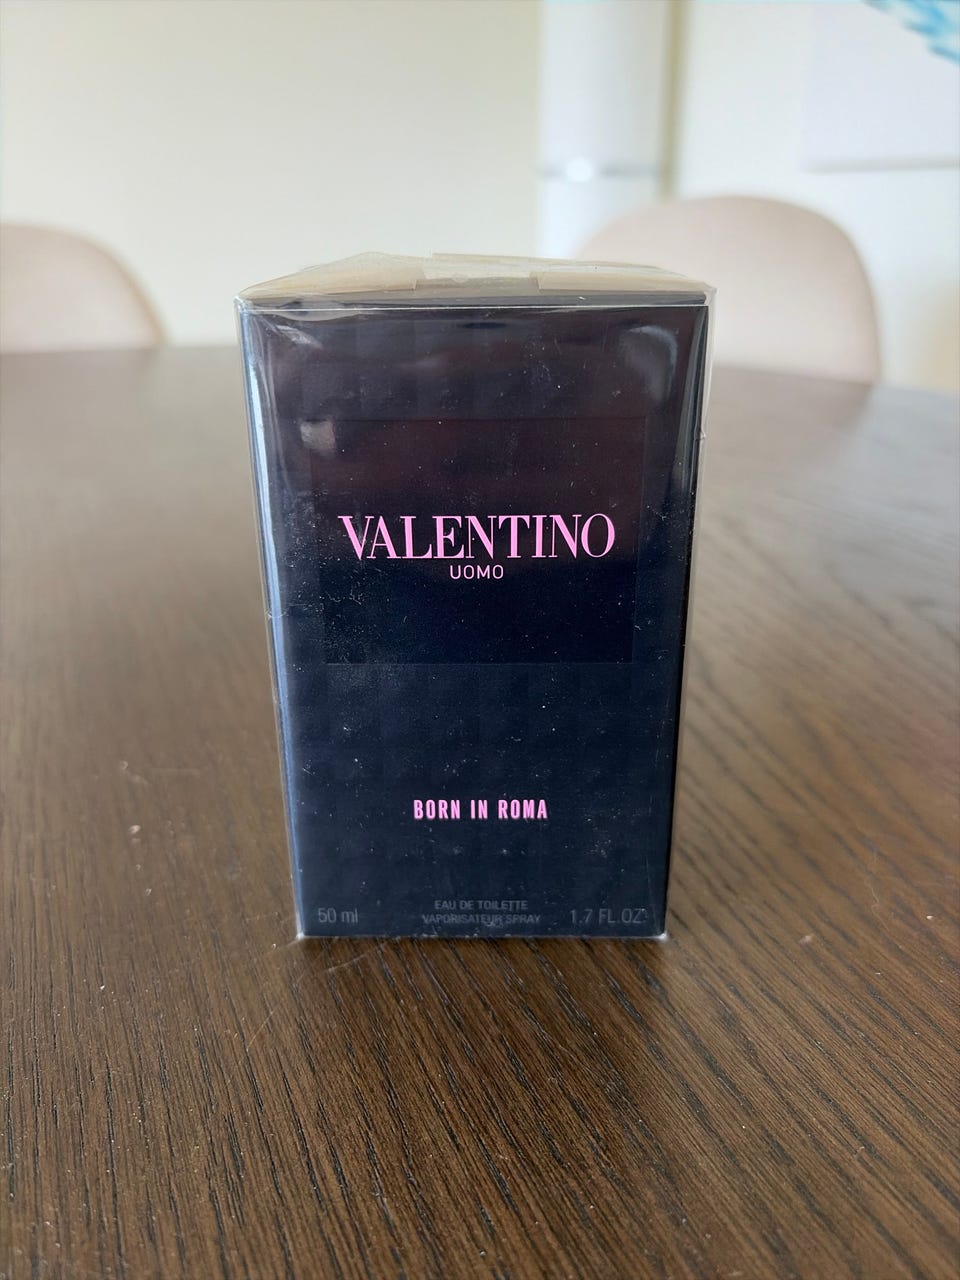 VALENTINO
UOMO
BORN IN ROMA
EAU DE TOILETTE
50 ml VAPORISATEUR SPRAY 1.7 FL.OZ.